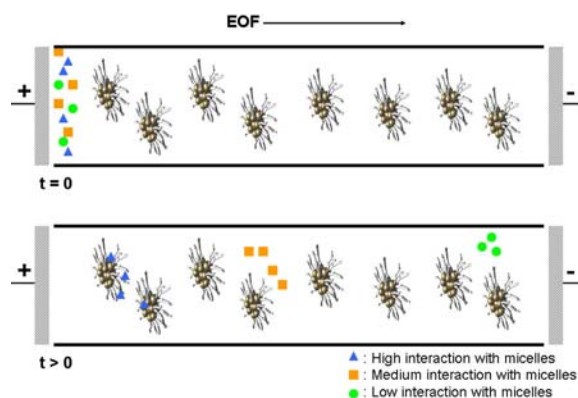 EOF
+
-
t = 0
+
-
t > 0
: High interaction with micelles
: Medium interaction with micelles
: Low interaction with micelles